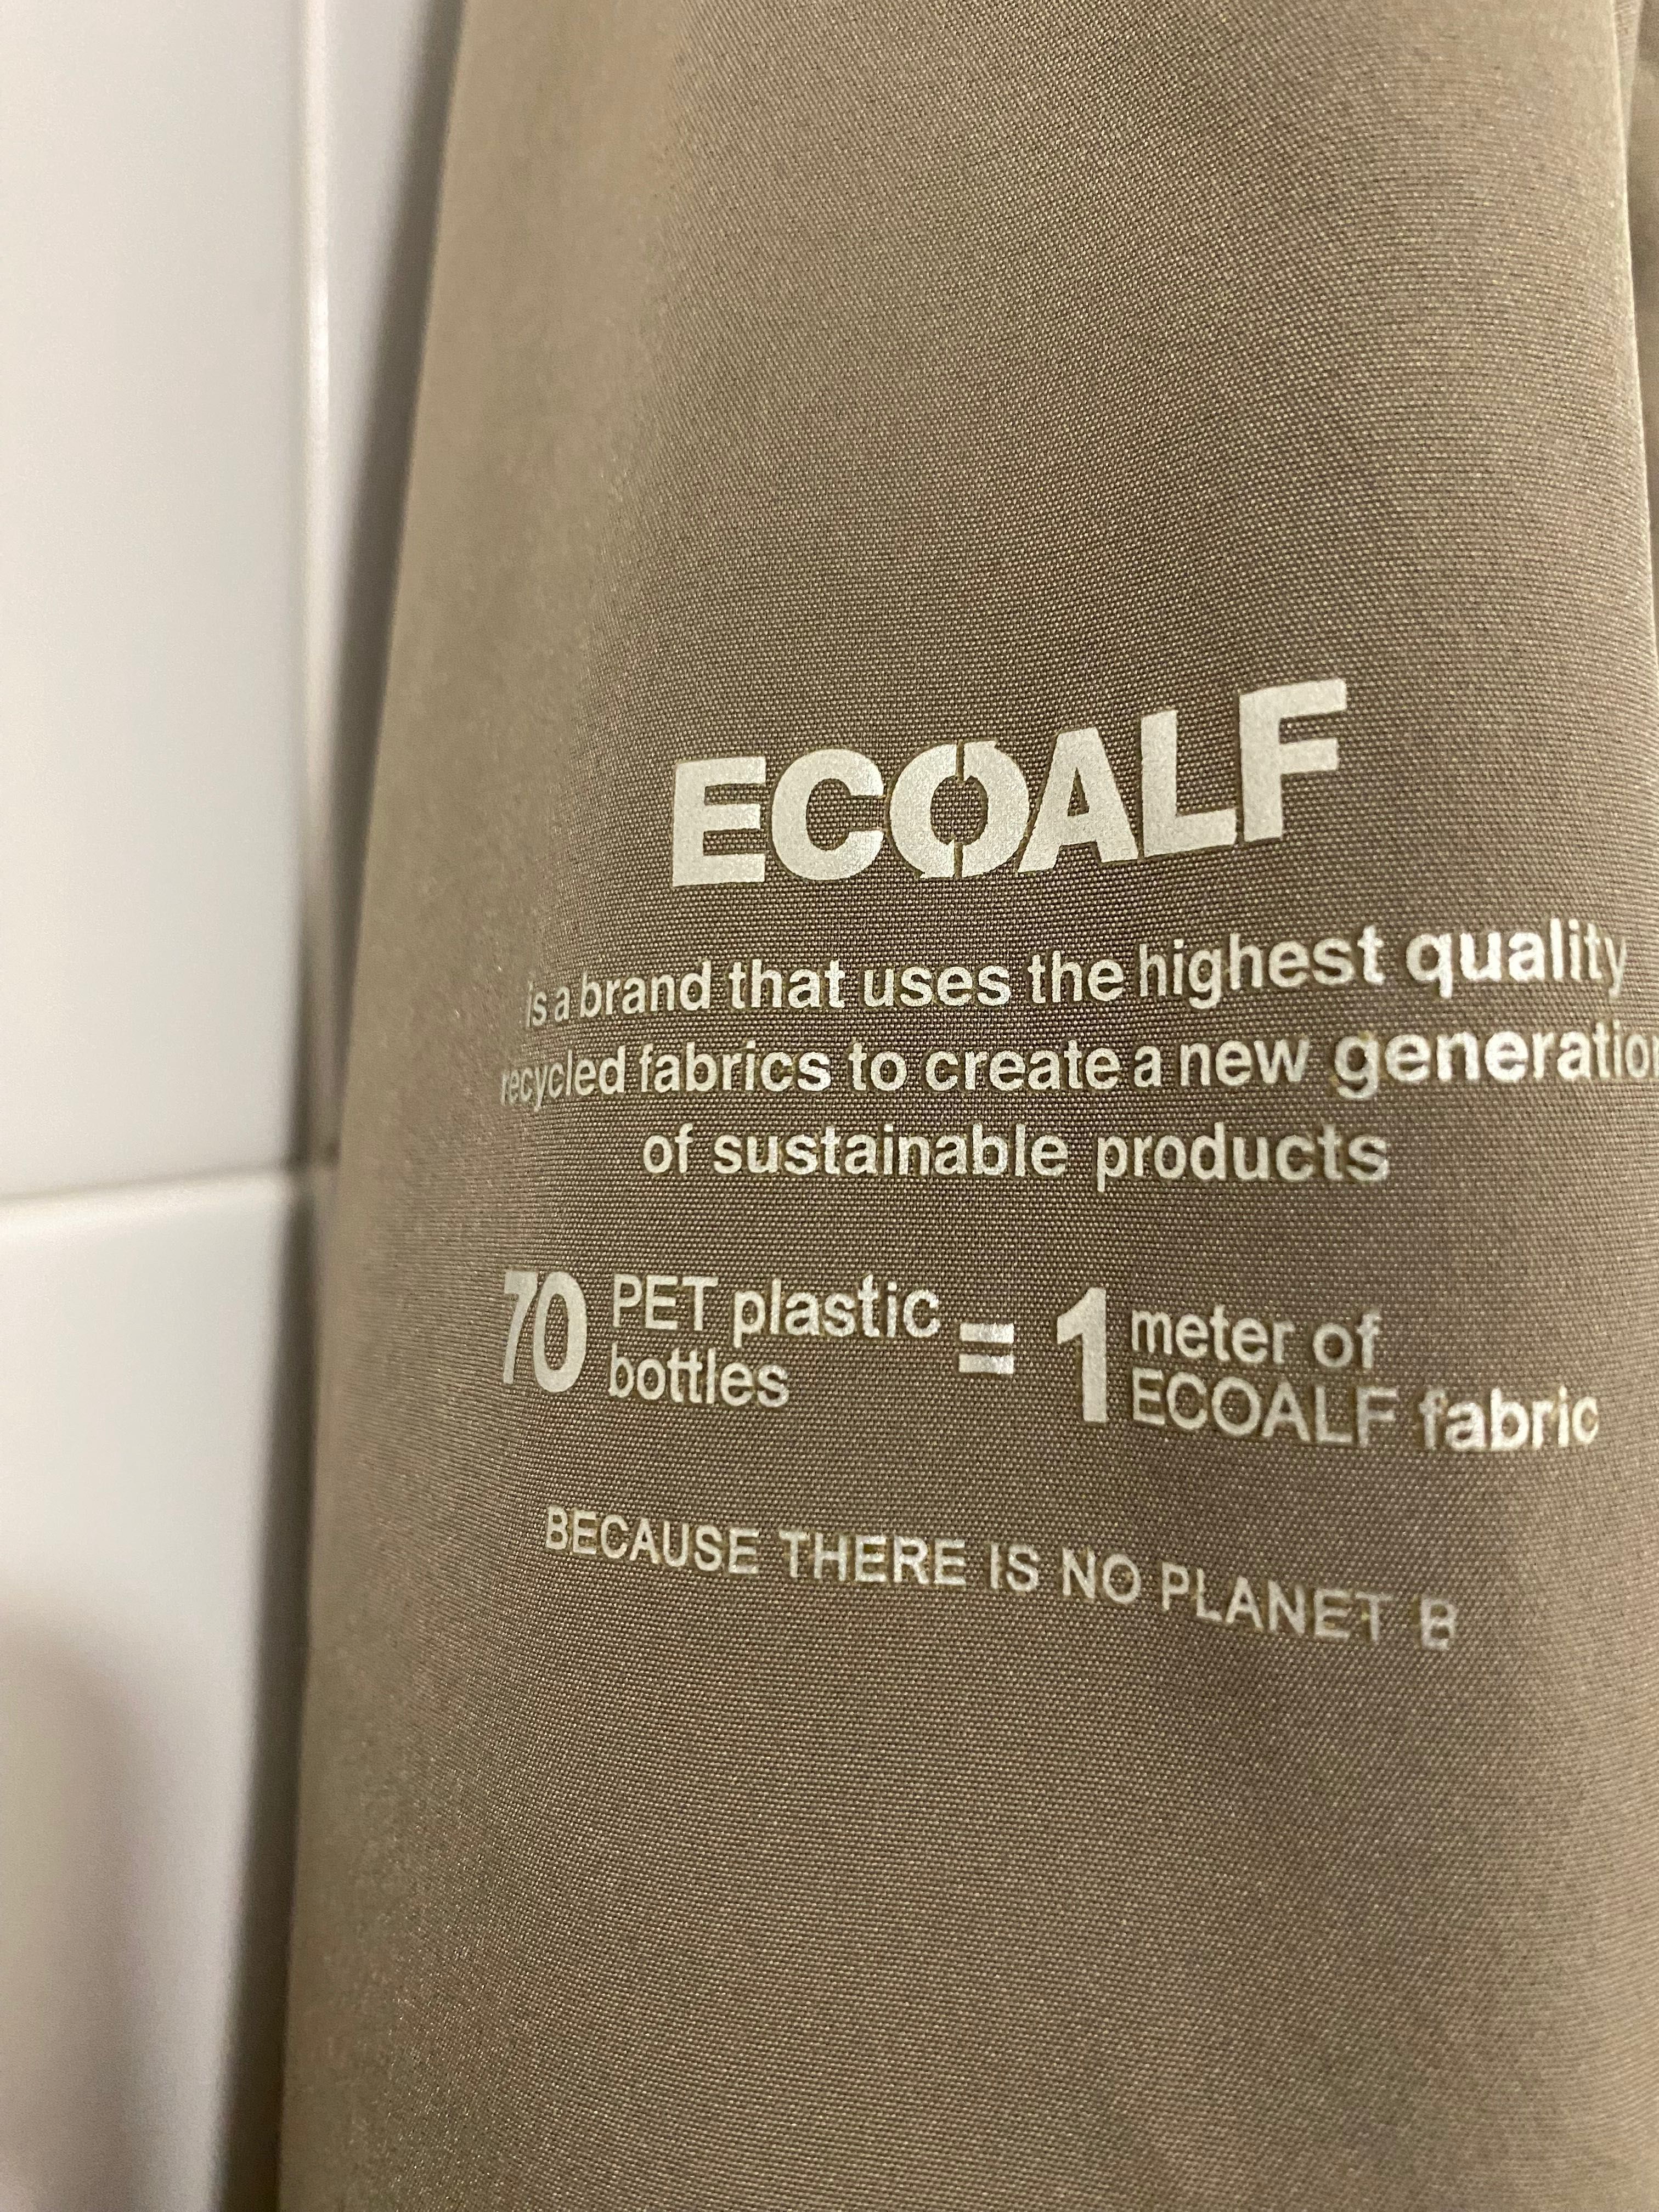 ECOALF
is a brand that uses the highest quality
recycled fabrics to create a new generation
of sustainable products
70 PET plastic bottles = 1 meter of ECOALF fabric
BECAUSE THERE IS NO PLANET B